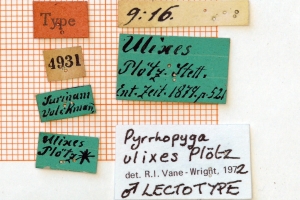 Type
9.16.
4931
Ulixes
Plötz. Stett.
Ent. Zeit. 1879. p. 521
Surinam
Volckman
Ulixes
Plötz *
Pyrrhopyga
ulixes Plötz
det. R.I. Vane-Wright, 1972
♂ LECTOTYPE